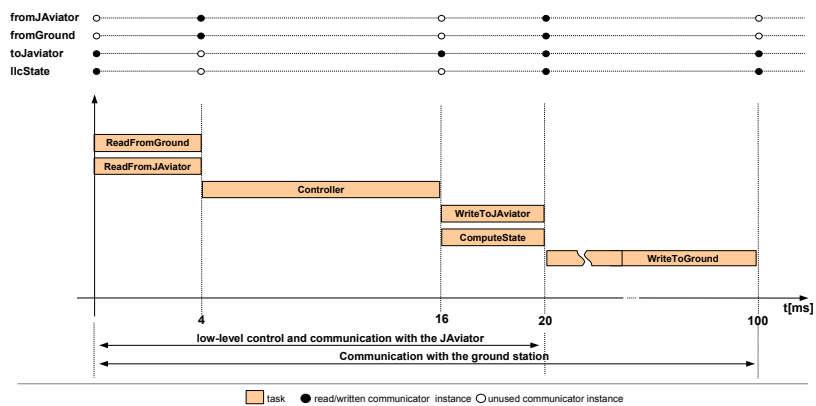 fromJAviator
fromGround
toJaviator
llcState
ReadFromGround
ReadFromJAviator
Controller
WriteToJAviator
ComputeState
WriteToGround
t[ms]
4 16 20 100
low-level control and communication with the JAviator
Communication with the ground station
task read/written communicator instance unused communicator instance